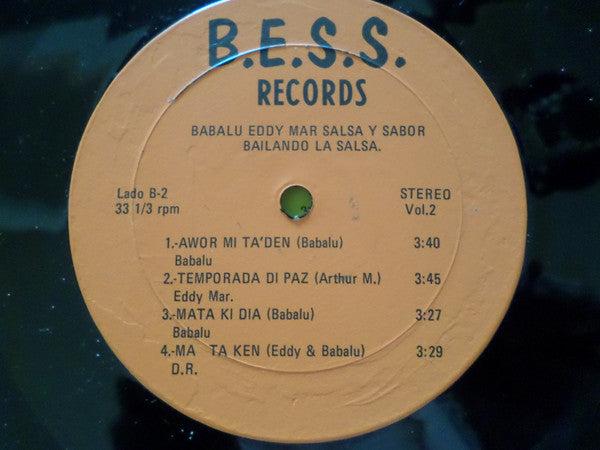 B.E.S.S.
RECORDS
BABALU EDDY MAR SALSA Y SABOR
BAILANDO LA SALSA.
Lado B-2
33 1/3 rpm
STEREO
Vol.2
1.-AWOR MI TA'DEN (Babalu) 3:40
Babalu
2.-TEMPORADA DI PAZ (Arthur M.) 3:45
Eddy Mar.
3.-MATA KI DIA (Babalu) 3:27
Babalu
4.-MA TA KEN (Eddy & Babalu) 3:29
D.R.